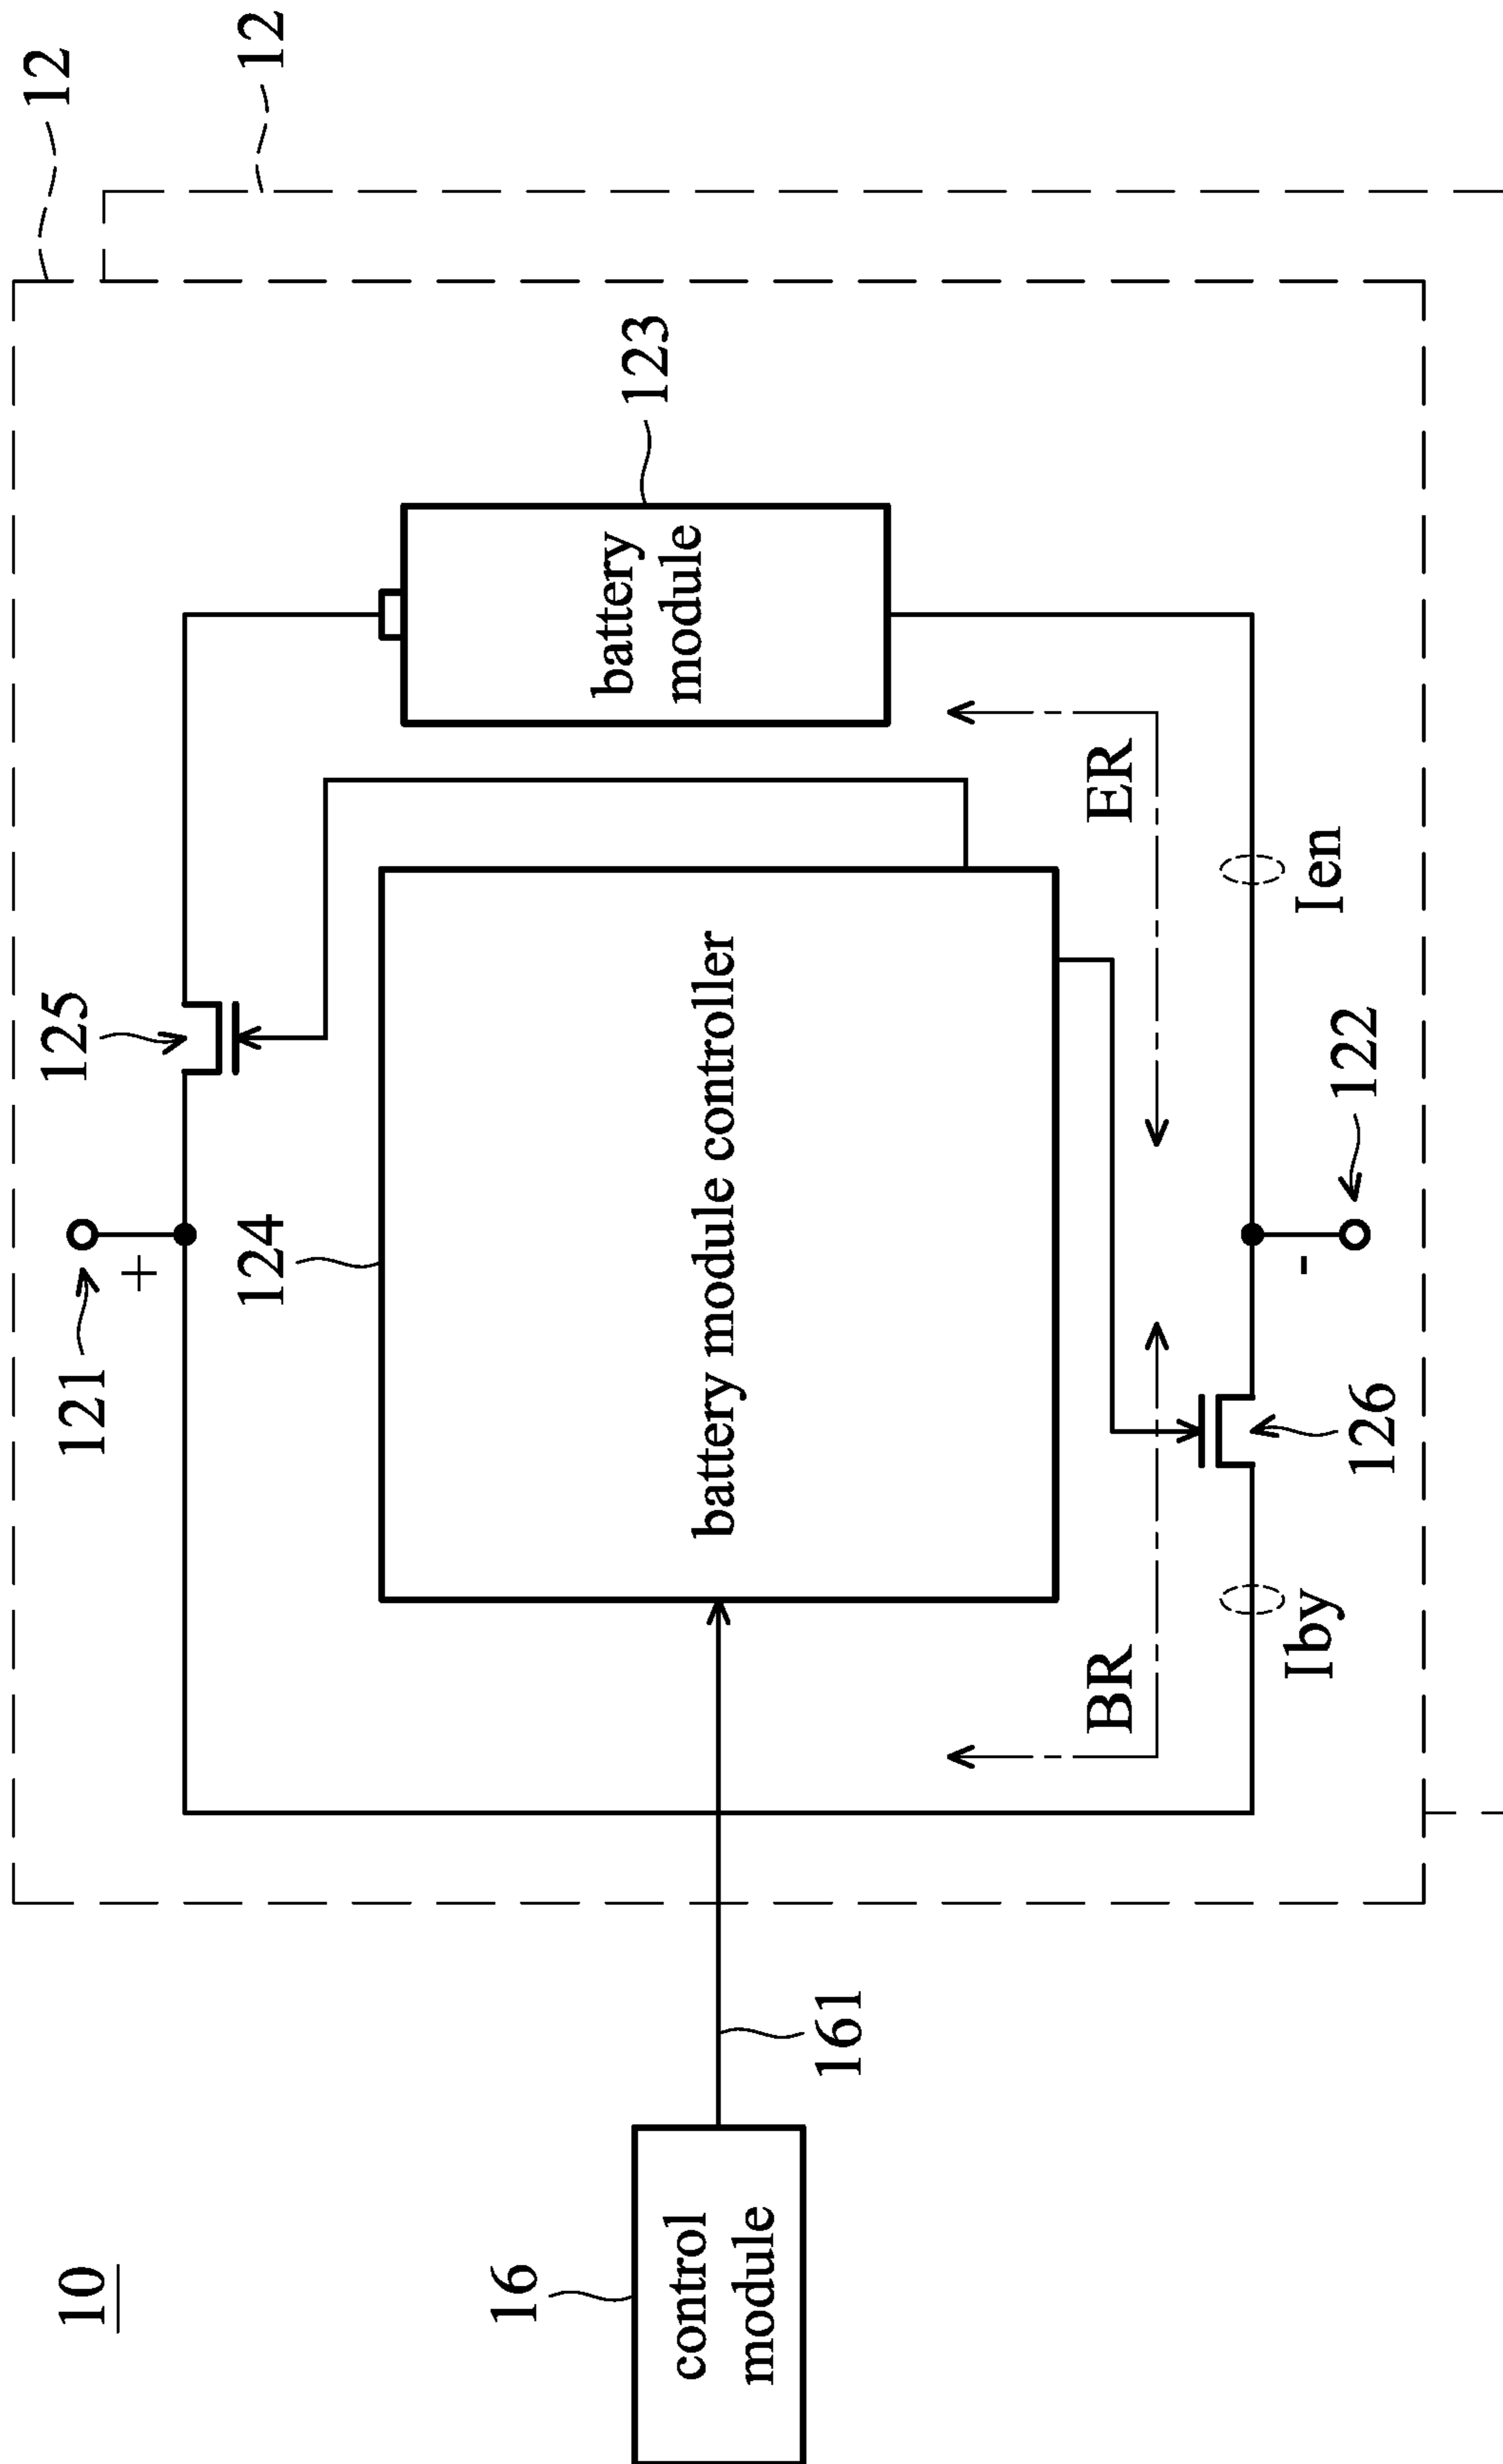 10
12
12
121
+
125
124
123
battery
module
battery module controller
16
control
module
161
BR
ER
Iby
Ien
126
-
122